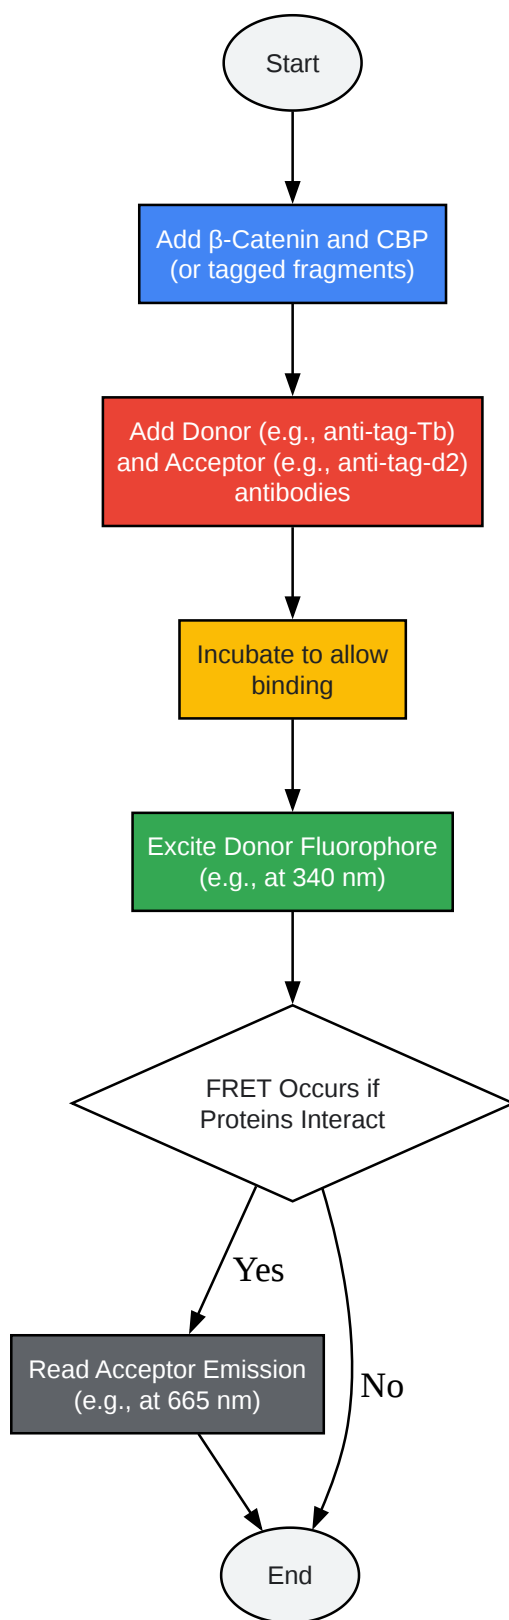 Start
Add β-Catenin and CBP
(or tagged fragments)
Add Donor (e.g., anti-tag-Tb)
and Acceptor (e.g., anti-tag-d2)
antibodies
Incubate to allow
binding
Excite Donor Fluorophore
(e.g., at 340 nm)
FRET Occurs if
Proteins Interact
Yes
Read Acceptor Emission
(e.g., at 665 nm)
No
End